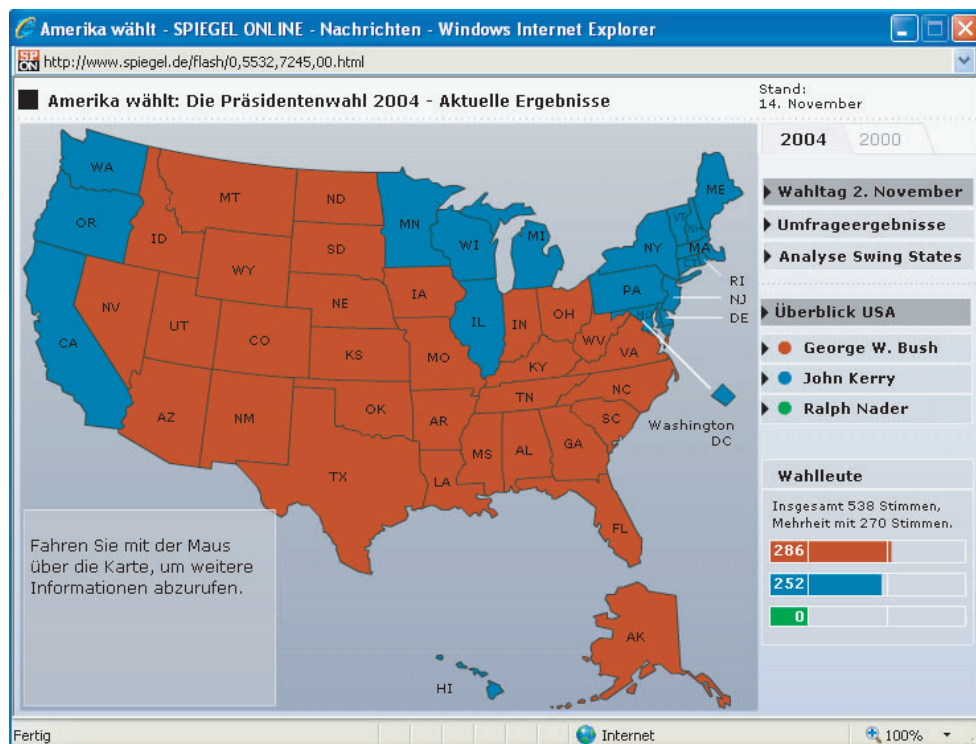 Amerika wählt - SPIEGEL ONLINE - Nachrichten - Windows Internet Explorer
SP ON
http://www.spiegel.de/flash/0,5532,7245,00.html
Amerika wählt: Die Präsidentenwahl 2004 - Aktuelle Ergebnisse
Stand:
14. November
2004 2000
Wahltag 2. November
Umfrageergebnisse
Analyse Swing States
Überblick USA
George W. Bush
John Kerry
Ralph Nader
Wahlleute
Insgesamt 538 Stimmen,
Mehrheit mit 270 Stimmen.
286
252
0
WA
OR
CA
ID
NV
MT
WY
UT
AZ
CO
NM
ND
SD
NE
KS
OK
TX
MN
IA
MO
AR
LA
WI
IL
MI
IN
OH
KY
TN
MS
AL
GA
FL
SC
NC
VA
WV
PA
NY
VT
NH
ME
MA
RI
NJ
DE
MD
Washington
DC
AK
HI
Fahren Sie mit der Maus
über die Karte, um weitere
Informationen abzurufen.
Fertig
Internet
100%